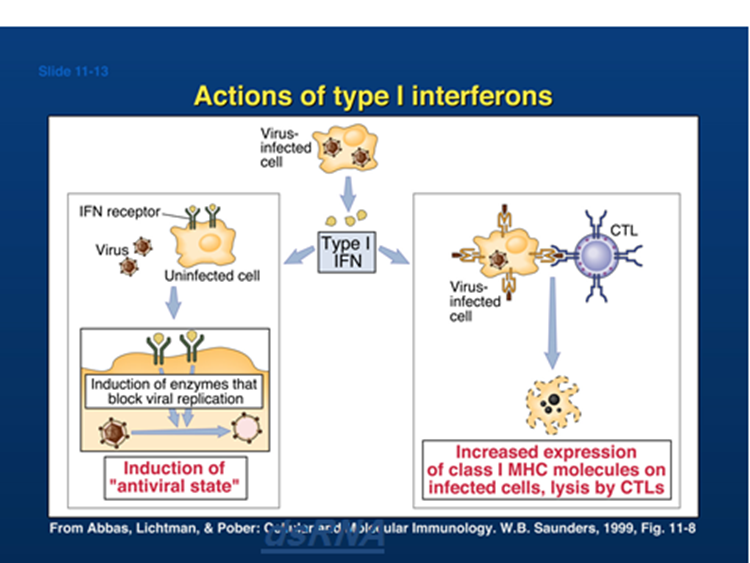 Slide 11-13
Actions of type I interferons
Virus-
infected
cell
IFN receptor
Virus
Uninfected cell
Type I
IFN
CTL
Virus-
infected
cell
Induction of enzymes that
block viral replication
Induction of
"antiviral state"
Increased expression
of class I MHC molecules on
infected cells, lysis by CTLs
From Abbas, Lichtman, & Pober: Cellular and Molecular Immunology. W.B. Saunders, 1999, Fig. 11-8
dsRNA